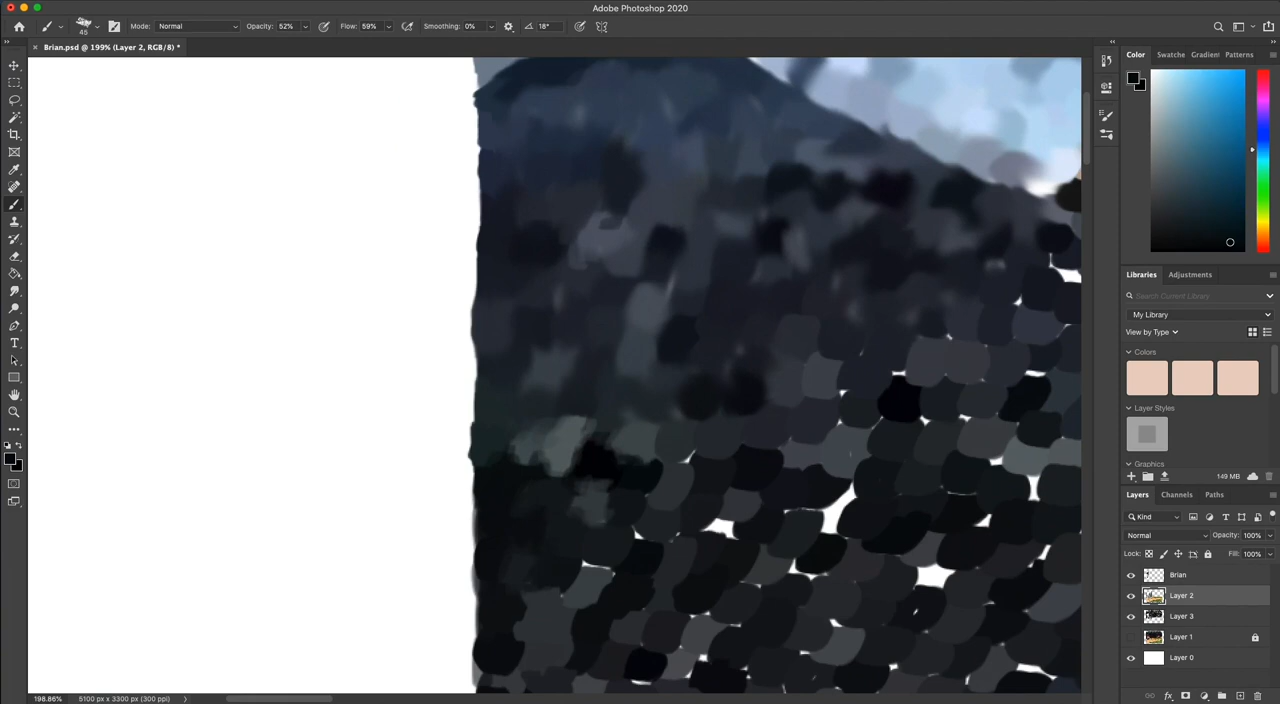 Adobe Photoshop 2020
45
Mode: Normal
Opacity: 52%
Flow: 59%
Smoothing: 0%
18°
Brian.psd @ 199% (Layer 2, RGB/8) *
Color
Swatche
Gradien
Patterns
Libraries
Adjustments
Search Current Library
My Library
View by Type
Colors
Layer Styles
Graphics
149 MB
Layers
Channels
Paths
Kind
Normal
Opacity: 100%
Lock:
Fill: 100%
Brian
Layer 2
Layer 3
Layer 1
Layer 0
198.86%
5100 px x 3300 px (300 ppi)